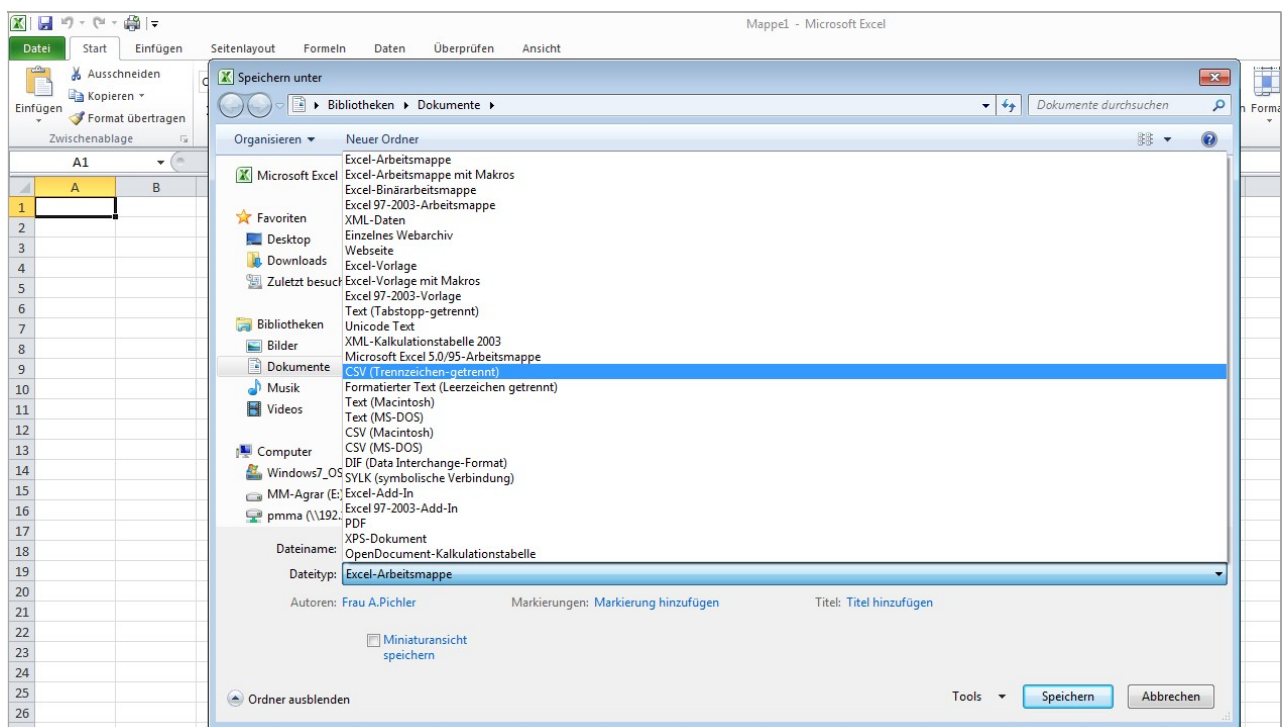 Mappe1 - Microsoft Excel
Datei Start Einfügen Seitenlayout Formeln Daten Überprüfen Ansicht
Ausschneiden
Kopieren
Einfügen
Format übertragen
Zwischenablage
A1
A B
1
2
3
4
5
6
7
8
9
10
11
12
13
14
15
16
17
18
19
20
21
22
23
24
25
26
Speichern unter
Bibliotheken Dokumente
Dokumente durchsuchen
Organisieren Neuer Ordner
Microsoft Excel
Favoriten
Desktop
Downloads
Zuletzt besuch
Bibliotheken
Bilder
Dokumente
Musik
Videos
Computer
Windows7_OS
MM-Agrar (E:)
pmma (\\192.
Excel-Arbeitsmappe
Excel-Arbeitsmappe mit Makros
Excel-Binärarbeitsmappe
Excel 97-2003-Arbeitsmappe
XML-Daten
Einzelnes Webarchiv
Webseite
Excel-Vorlage
Excel-Vorlage mit Makros
Excel 97-2003-Vorlage
Text (Tabstopp-getrennt)
Unicode Text
XML-Kalkulationstabelle 2003
Microsoft Excel 5.0/95-Arbeitsmappe
CSV (Trennzeichen-getrennt)
Formatierter Text (Leerzeichen getrennt)
Text (Macintosh)
Text (MS-DOS)
CSV (Macintosh)
CSV (MS-DOS)
DIF (Data Interchange-Format)
SYLK (symbolische Verbindung)
Excel-Add-In
Excel 97-2003-Add-In
PDF
XPS-Dokument
OpenDocument-Kalkulationstabelle
Dateiname:
Dateityp: Excel-Arbeitsmappe
Autoren: Frau A.Pichler Markierungen: Markierung hinzufügen Titel: Titel hinzufügen
Miniaturansicht
speichern
Ordner ausblenden
Tools Speichern Abbrechen